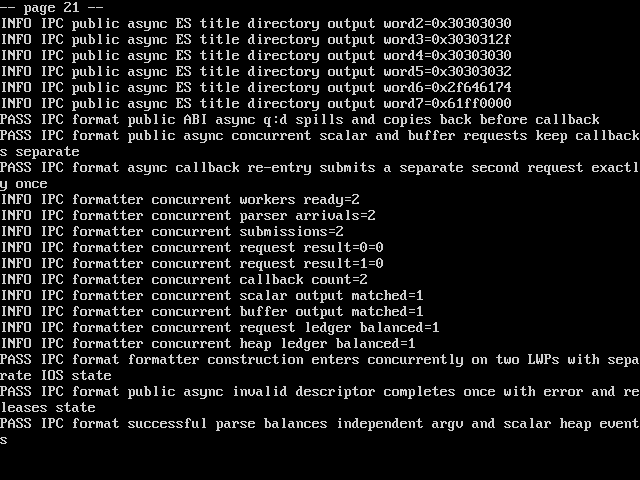 -- page 21 --
INFO IPC public async ES title directory output word2=0x30303030
INFO IPC public async ES title directory output word3=0x3030312f
INFO IPC public async ES title directory output word4=0x30303030
INFO IPC public async ES title directory output word5=0x30303032
INFO IPC public async ES title directory output word6=0x2f646174
INFO IPC public async ES title directory output word7=0x61ff0000
PASS IPC format public ABI async q:d spills and copies back before callback
PASS IPC format public async concurrent scalar and buffer requests keep callback
s separate
PASS IPC format async callback re-entry submits a separate second request exactl
y once
INFO IPC formatter concurrent workers ready=2
INFO IPC formatter concurrent parser arrivals=2
INFO IPC formatter concurrent submissions=2
INFO IPC formatter concurrent request result=0=0
INFO IPC formatter concurrent request result=1=0
INFO IPC formatter concurrent callback count=2
INFO IPC formatter concurrent scalar output matched=1
INFO IPC formatter concurrent buffer output matched=1
INFO IPC formatter concurrent request ledger balanced=1
INFO IPC formatter concurrent heap ledger balanced=1
PASS IPC format formatter construction enters concurrently on two LWPs with sepa
rate IOS state
PASS IPC format public async invalid descriptor completes once with error and re
leases state
PASS IPC format successful parse balances independent argv and scalar heap event
s